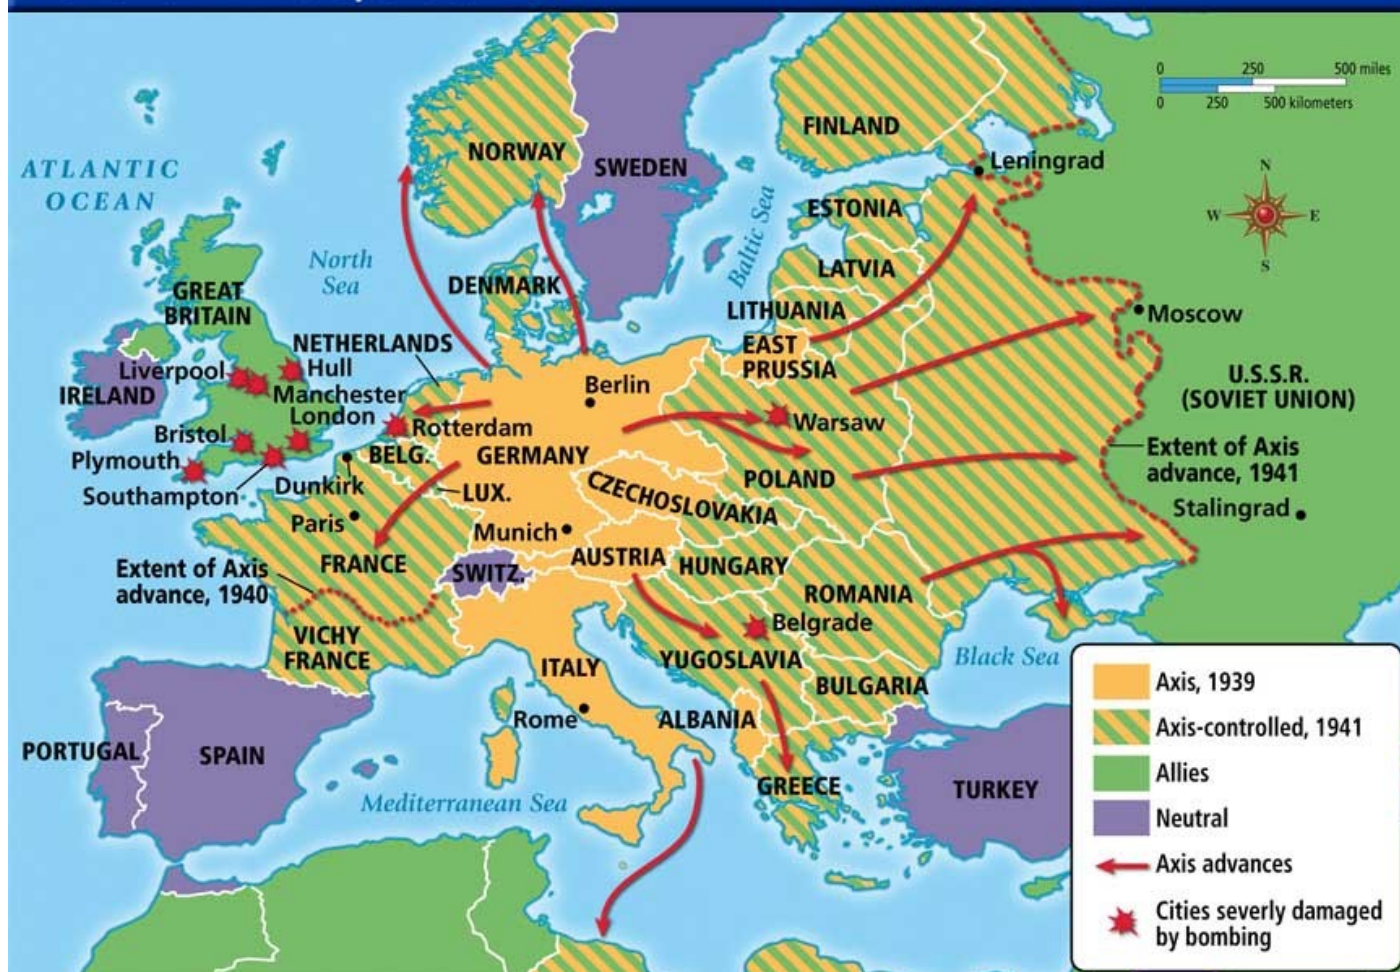 0 250 500 miles
0 250 500 kilometers
FINLAND
NORWAY
SWEDEN
Leningrad
ATLANTIC
OCEAN
N
W E
S
ESTONIA
Baltic Sea
North
Sea
LATVIA
DENMARK
GREAT
BRITAIN
LITHUANIA
Moscow
NETHERLANDS
EAST
PRUSSIA
Liverpool
Hull
IRELAND
Manchester
Berlin
U.S.S.R.
(SOVIET UNION)
London
Warsaw
Bristol
Rotterdam
Plymouth
BELG.
GERMANY
Extent of Axis
advance, 1941
Southampton
Dunkirk
LUX.
POLAND
CZECHOSLOVAKIA
Stalingrad
Paris
Munich
FRANCE
AUSTRIA
HUNGARY
SWITZ.
Extent of Axis
advance, 1940
ROMANIA
Belgrade
VICHY
FRANCE
ITALY
YUGOSLAVIA
Black Sea
BULGARIA
Rome
ALBANIA
PORTUGAL
SPAIN
GREECE
TURKEY
Mediterranean Sea
Axis, 1939
Axis-controlled, 1941
Allies
Neutral
Axis advances
Cities severly damaged
by bombing